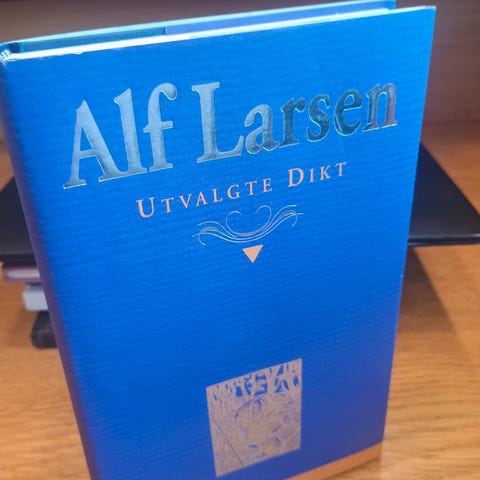 Alf Larsen
UTVALGTE DIKT